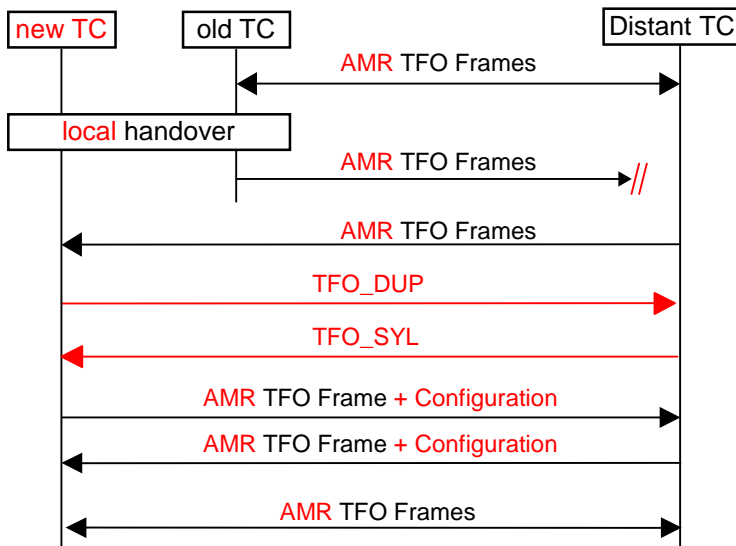 new TC
old TC
Distant TC
AMR TFO Frames
local handover
AMR TFO Frames
AMR TFO Frames
TFO_DUP
TFO_SYL
AMR TFO Frame + Configuration
AMR TFO Frame + Configuration
AMR TFO Frames